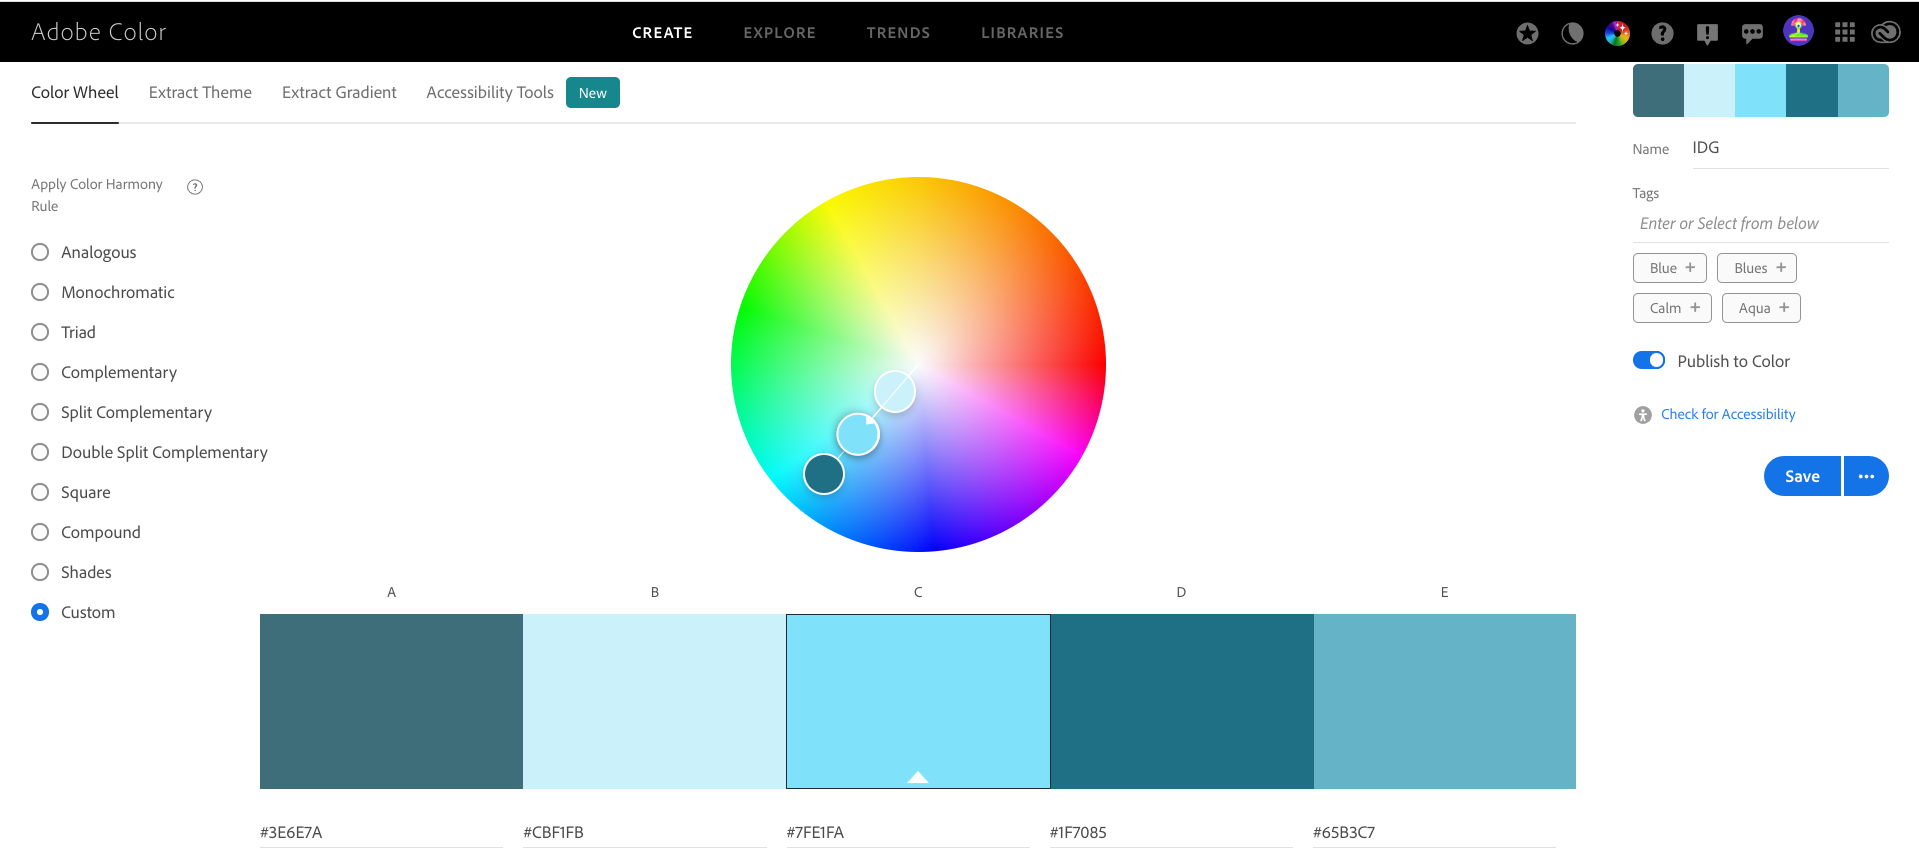 Adobe Color
CREATE
EXPLORE
TRENDS
LIBRARIES
Color Wheel
Extract Theme
Extract Gradient
Accessibility Tools
New
Apply Color Harmony
Rule
Analogous
Monochromatic
Triad
Complementary
Split Complementary
Double Split Complementary
Square
Compound
Shades
Custom
A
B
C
D
E
#3E6E7A
#CBF1FB
#7FE1FA
#1F7085
#65B3C7
Name
IDG
Tags
Enter or Select from below
Blue +
Blues +
Calm +
Aqua +
Publish to Color
Check for Accessibility
Save